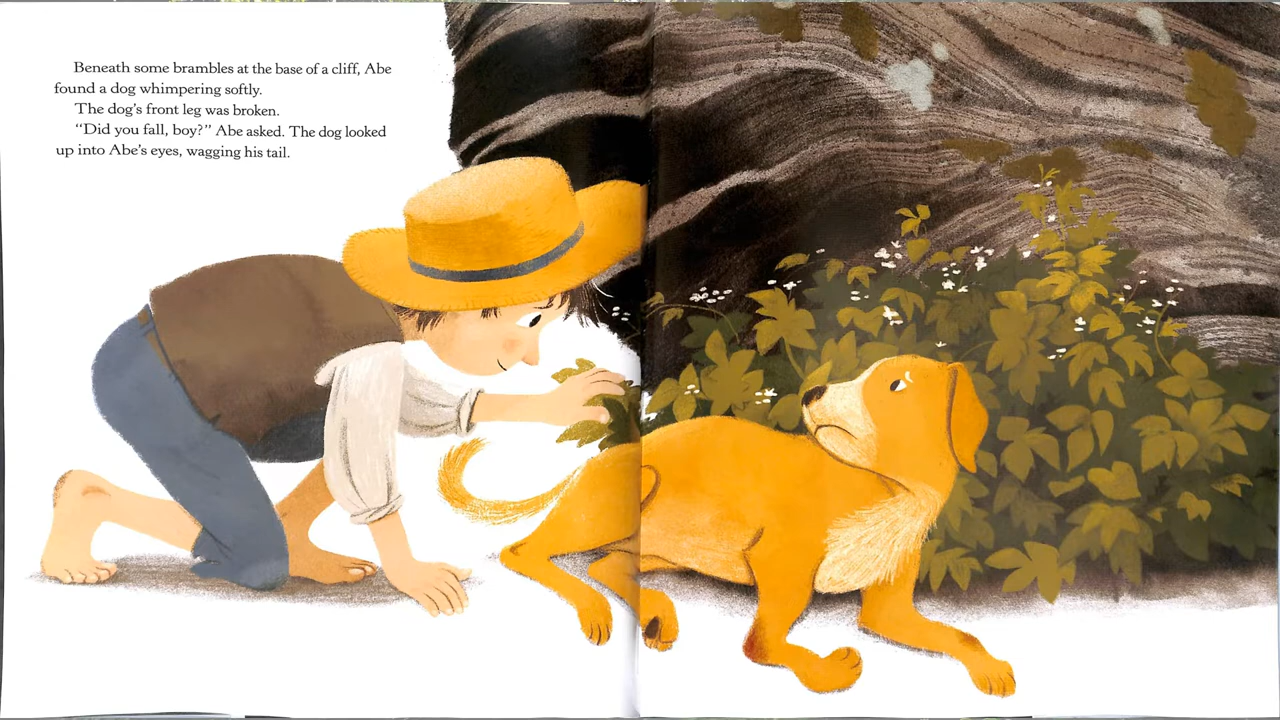 Beneath some brambles at the base of a cliff, Abe
found a dog whimpering softly.
The dog's front leg was broken.
“Did you fall, boy?” Abe asked. The dog looked
up into Abe's eyes, wagging his tail.